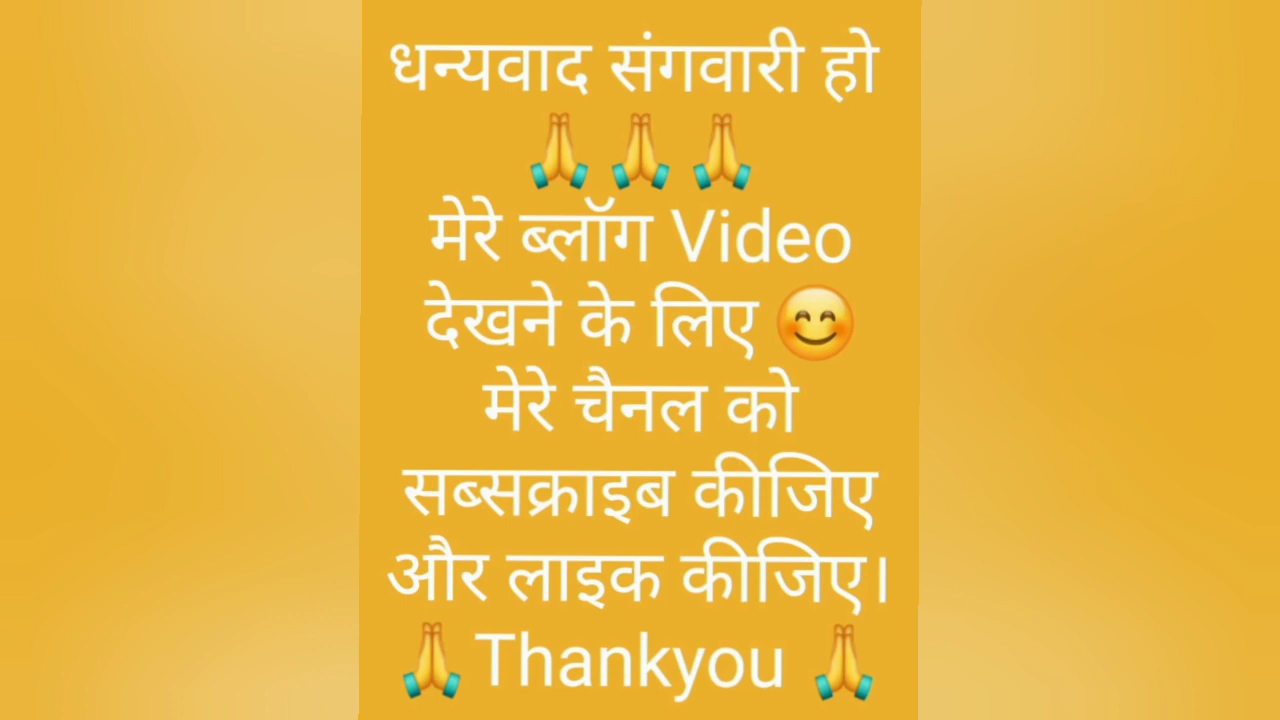 धन्यवाद संगवारी हो
🙏 🙏 🙏
मेरे ब्लॉग Video
देखने के लिए 😊
मेरे चैनल को
सब्सक्राइब कीजिए
और लाइक कीजिए।
🙏 Thankyou 🙏